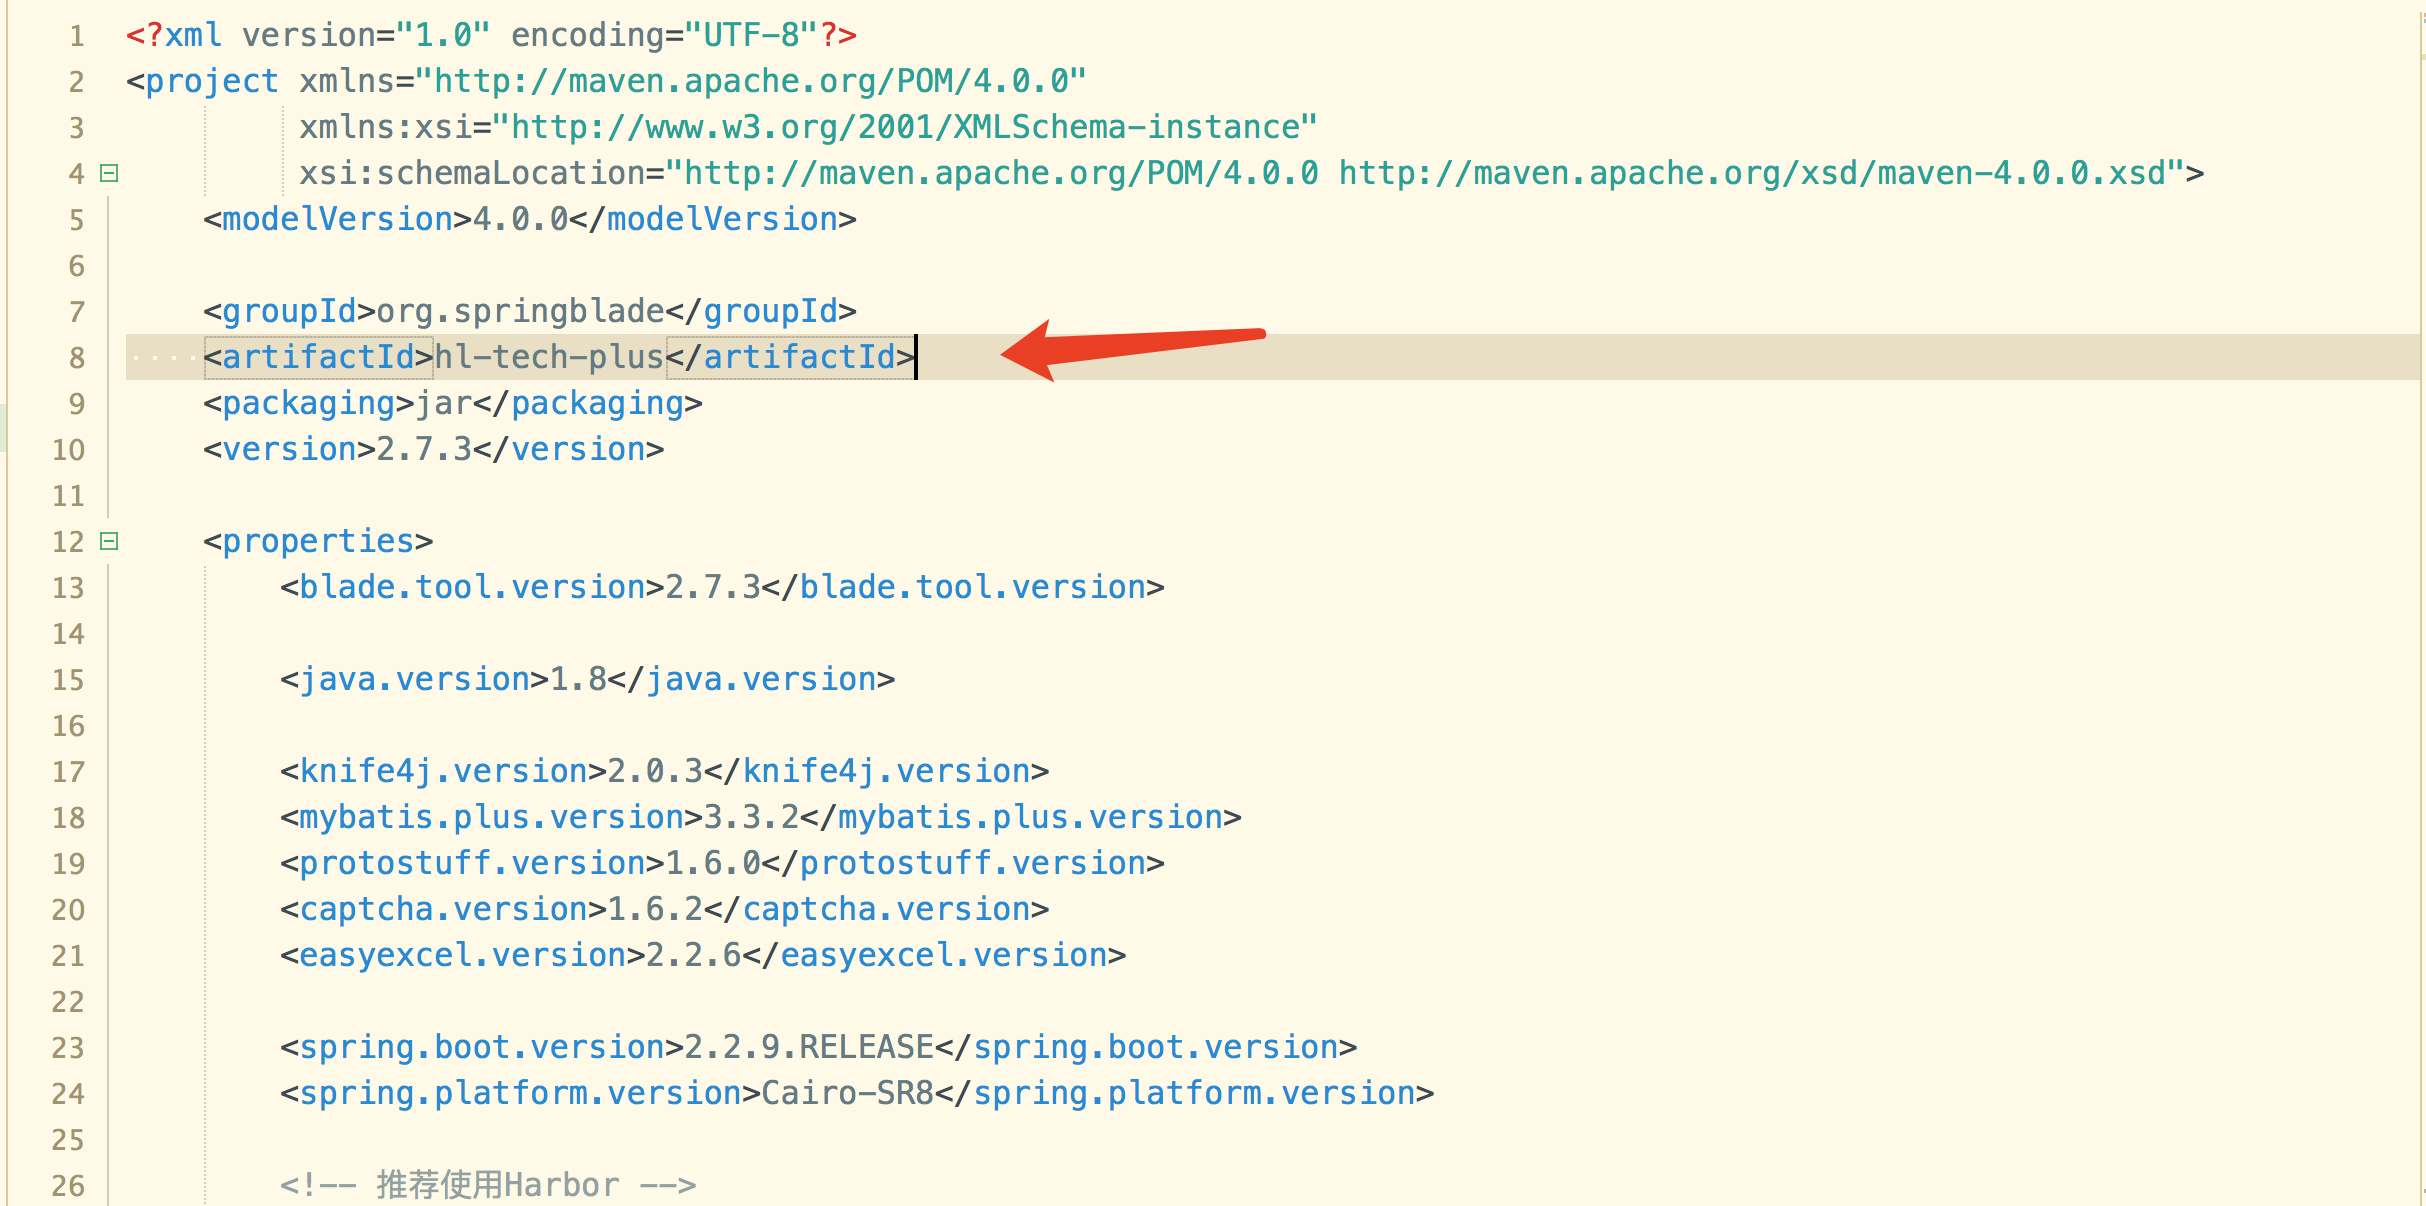 1 <?xml version="1.0" encoding="UTF-8"?>
2 <project xmlns="http://maven.apache.org/POM/4.0.0"
3 xmlns:xsi="http://www.w3.org/2001/XMLSchema-instance"
4 xsi:schemaLocation="http://maven.apache.org/POM/4.0.0 http://maven.apache.org/xsd/maven-4.0.0.xsd">
5 <modelVersion>4.0.0</modelVersion>
6
7 <groupId>org.springblade</groupId>
8 <artifactId>hl-tech-plus</artifactId>
9 <packaging>jar</packaging>
10 <version>2.7.3</version>
11
12 <properties>
13 <blade.tool.version>2.7.3</blade.tool.version>
14
15 <java.version>1.8</java.version>
16
17 <knife4j.version>2.0.3</knife4j.version>
18 <mybatis.plus.version>3.3.2</mybatis.plus.version>
19 <protostuff.version>1.6.0</protostuff.version>
20 <captcha.version>1.6.2</captcha.version>
21 <easyexcel.version>2.2.6</easyexcel.version>
22
23 <spring.boot.version>2.2.9.RELEASE</spring.boot.version>
24 <spring.platform.version>Cairo-SR8</spring.platform.version>
25
26 <!-- 推荐使用Harbor -->